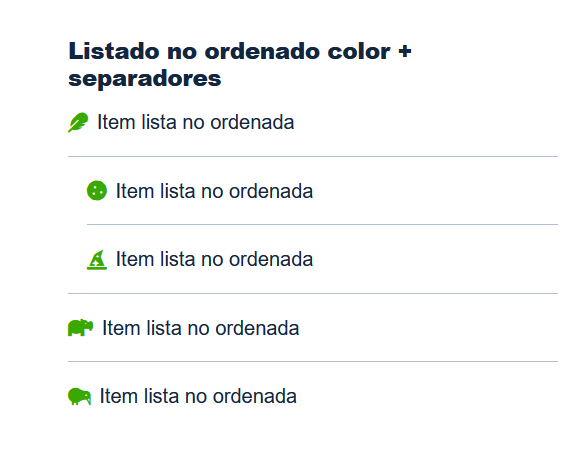 Listado no ordenado color +
separadores
Item lista no ordenada
Item lista no ordenada
Item lista no ordenada
Item lista no ordenada
Item lista no ordenada